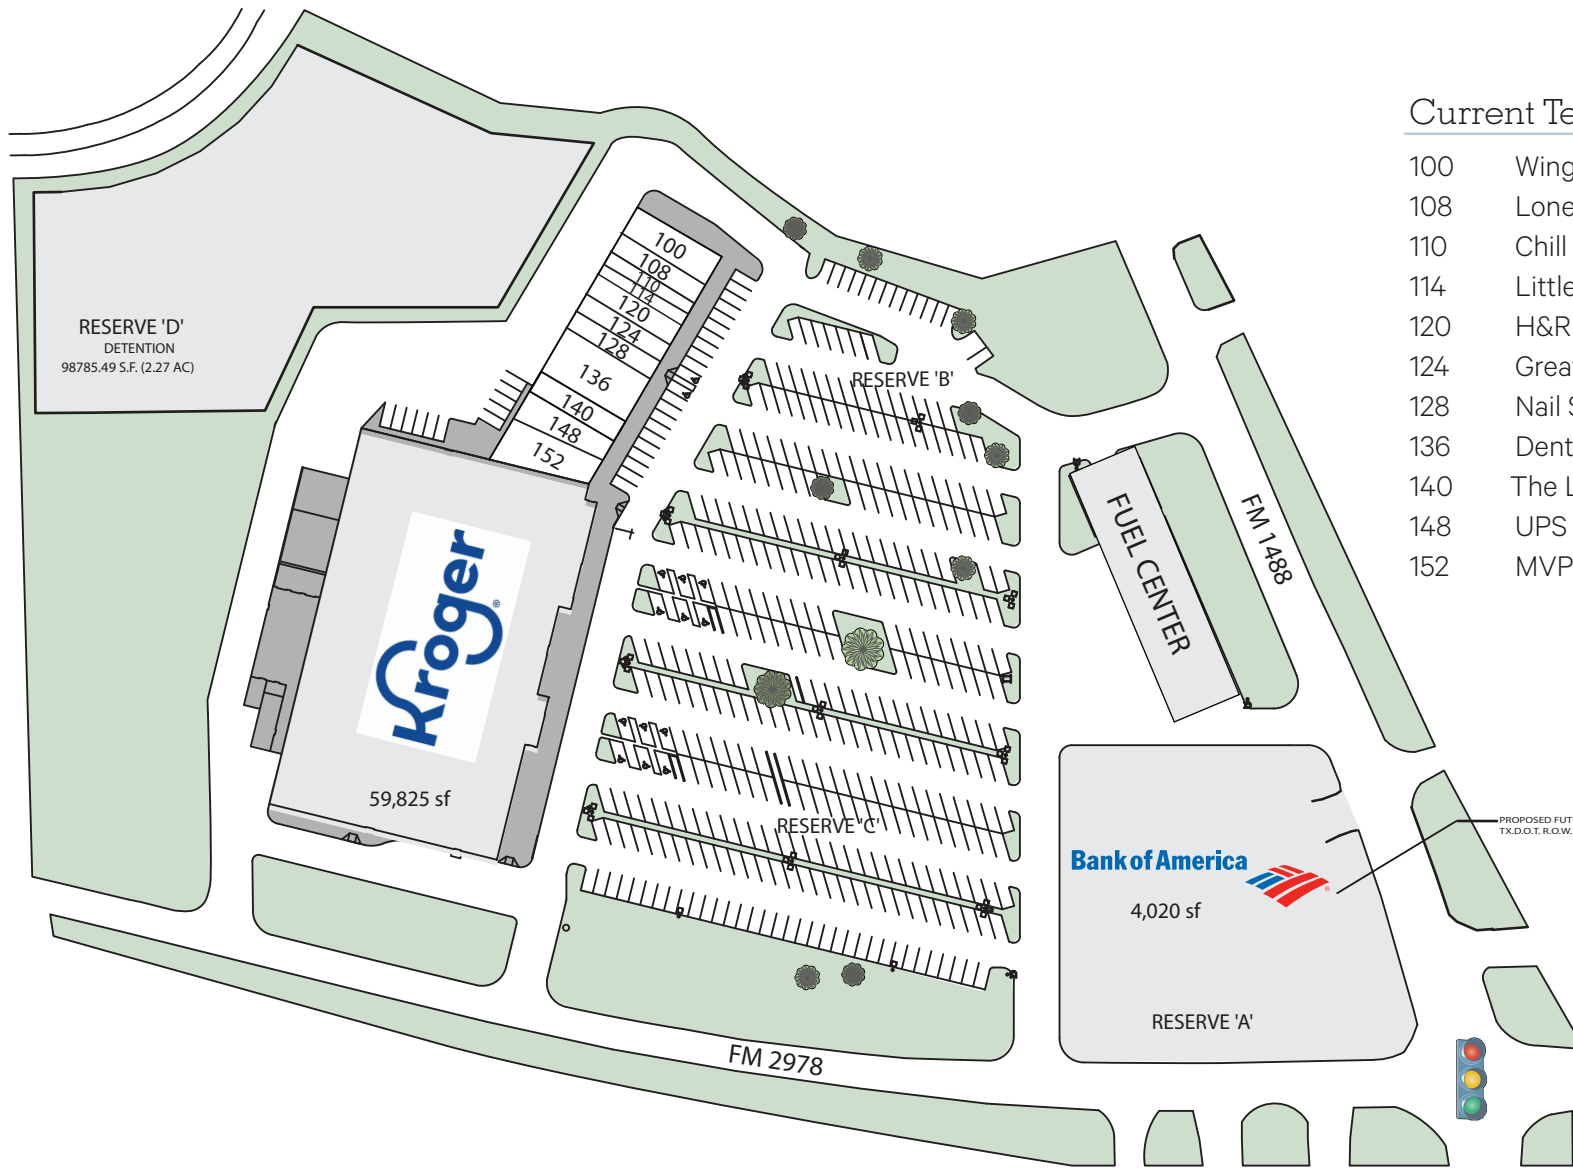 Current Te
100 Wing
108 Lone
110 Chill
114 Little
120 H&R
124 Grea
128 Nail S
136 Dent
140 The L
148 UPS
152 MVP
100
108
110
114
120
124
128
136
140
148
152
RESERVE 'D'
DETENTION
98785.49 S.F. (2.27 AC)
RESERVE 'B'
Kroger
®
59,825 sf
FUEL CENTER
FM 1488
RESERVE 'C'
PROPOSED FUT
TX.D.O.T. R.O.W.
Bank of America
4,020 sf
RESERVE 'A'
FM 2978